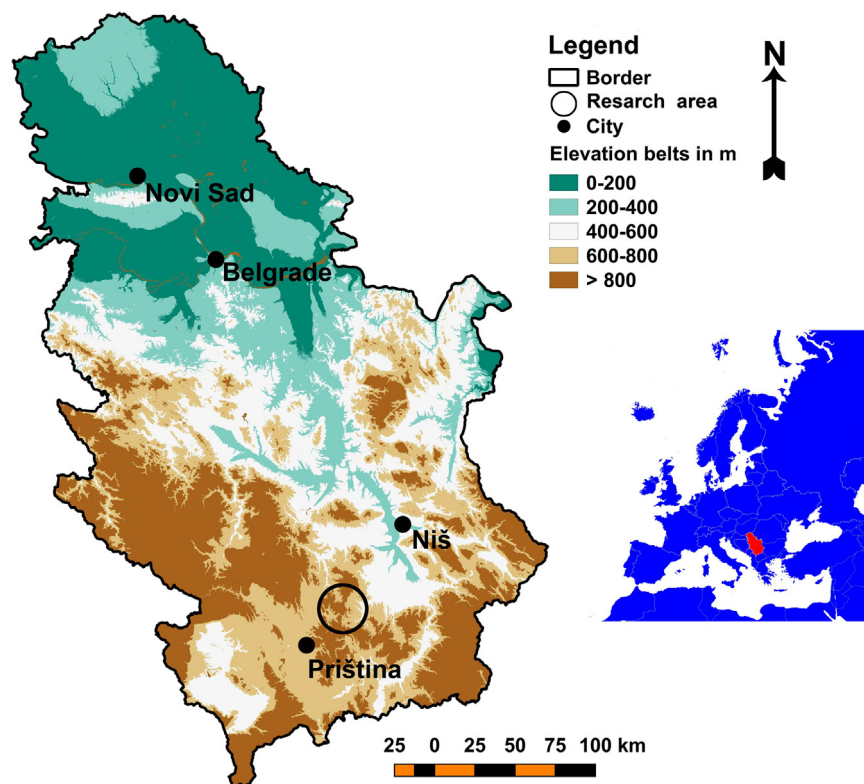 Legend
N
Border
Resarch area
City
Elevation belts in m
0-200
200-400
400-600
600-800
> 800
Novi Sad
Belgrade
Niš
Priština
25 0 25 50 75 100 km